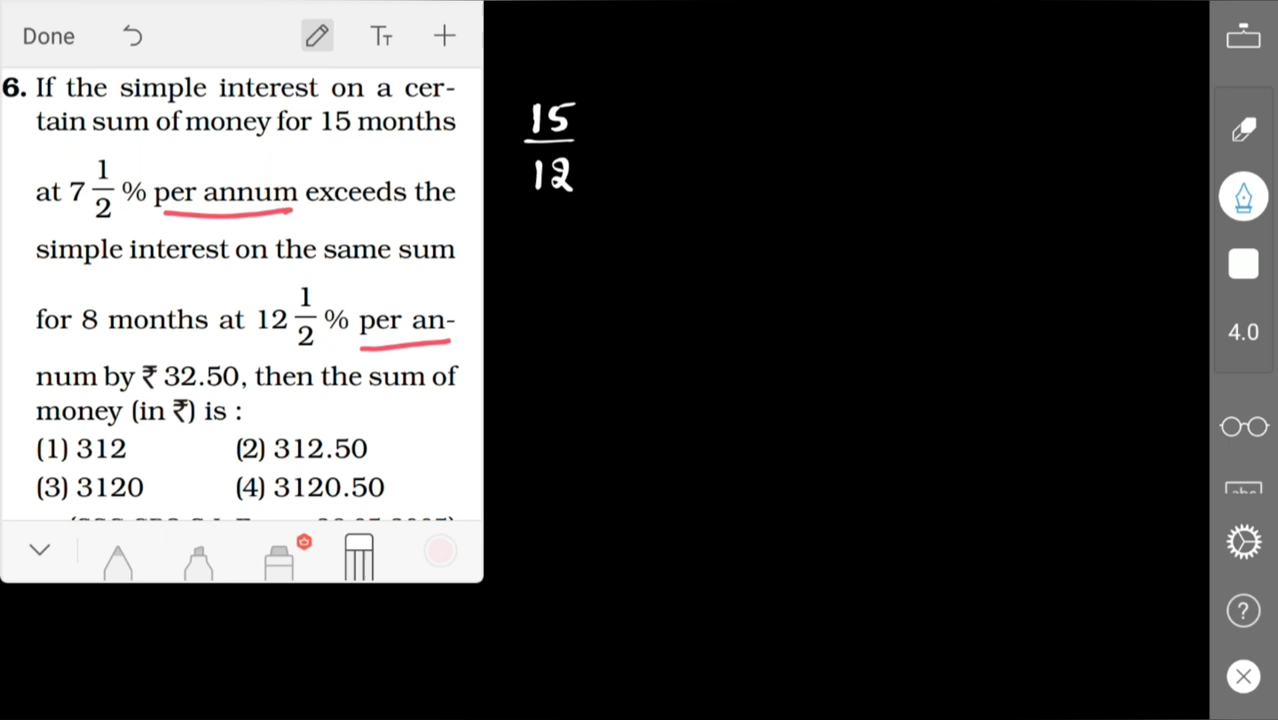 Done
6. If the simple interest on a cer-
tain sum of money for 15 months
at 7 1/2 % per annum exceeds the
simple interest on the same sum
for 8 months at 12 1/2 % per an-
num by ₹ 32.50, then the sum of
money (in ₹) is :
(1) 312 (2) 312.50
(3) 3120 (4) 3120.50
15
12
4.0
?